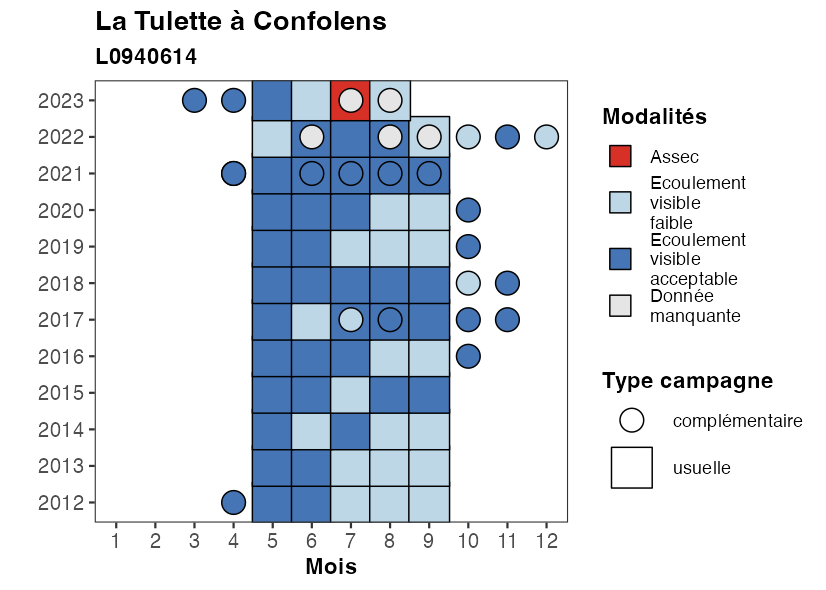 La Tulette à Confolens
L0940614
2023
2022
2021
2020
2019
2018
2017
2016
2015
2014
2013
2012
1 2 3 4 5 6 7 8 9 10 11 12
Mois
Modalités
Assec
Ecoulement
visible
faible
Ecoulement
visible
acceptable
Donnée
manquante
Type campagne
complémentaire
usuelle